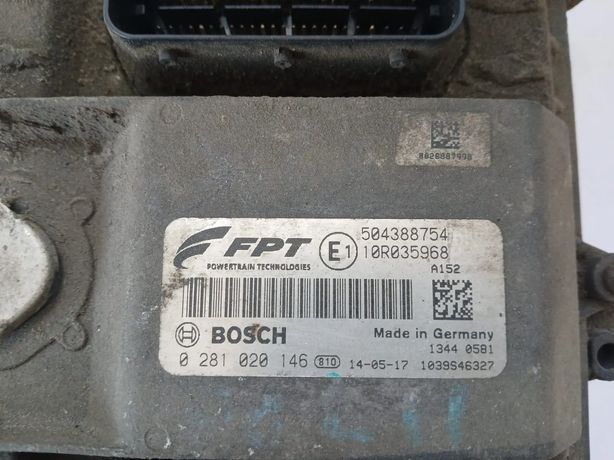 8628887998
FPT
POWERTRAIN TECHNOLOGIES
E1
504388754
10R035968
A152
BOSCH
Made in Germany
1344 0581
0 281 020 146 810 14-05-17 1039S46327